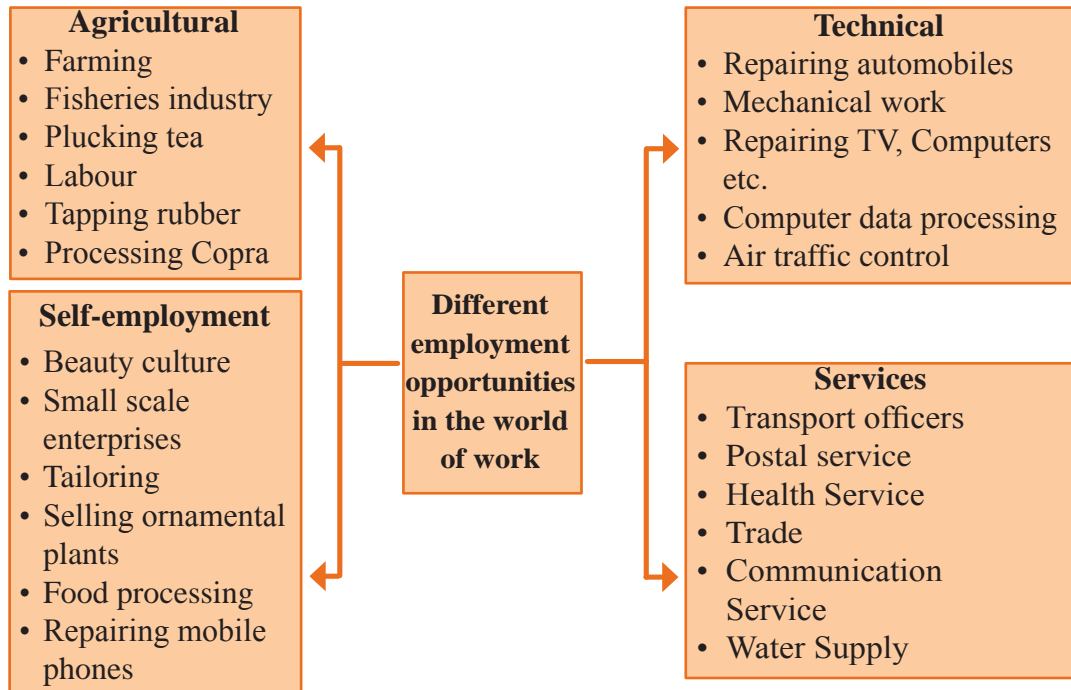 Agricultural
• Farming
• Fisheries industry
• Plucking tea
• Labour
• Tapping rubber
• Processing Copra
Self-employment
• Beauty culture
• Small scale
enterprises
• Tailoring
• Selling ornamental
plants
• Food processing
• Repairing mobile
phones
Different
employment
opportunities
in the world
of work
Technical
• Repairing automobiles
• Mechanical work
• Repairing TV, Computers
etc.
• Computer data processing
• Air traffic control
Services
• Transport officers
• Postal service
• Health Service
• Trade
• Communication
Service
• Water Supply